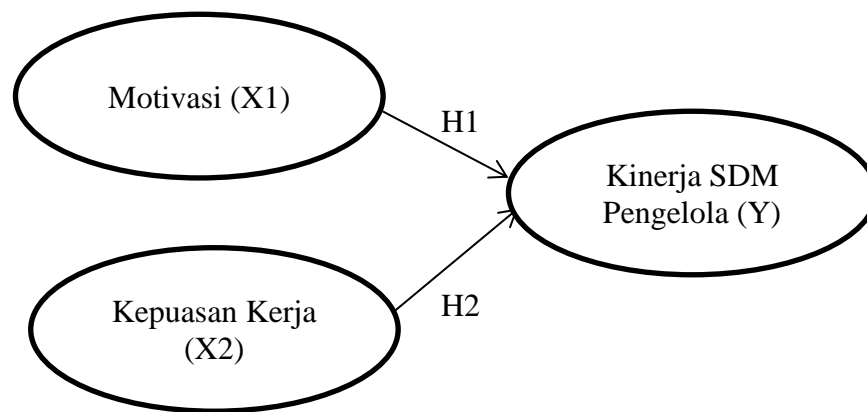 Motivasi (X1)
H1
Kinerja SDM
Pengelola (Y)
Kepuasan Kerja
(X2)
H2